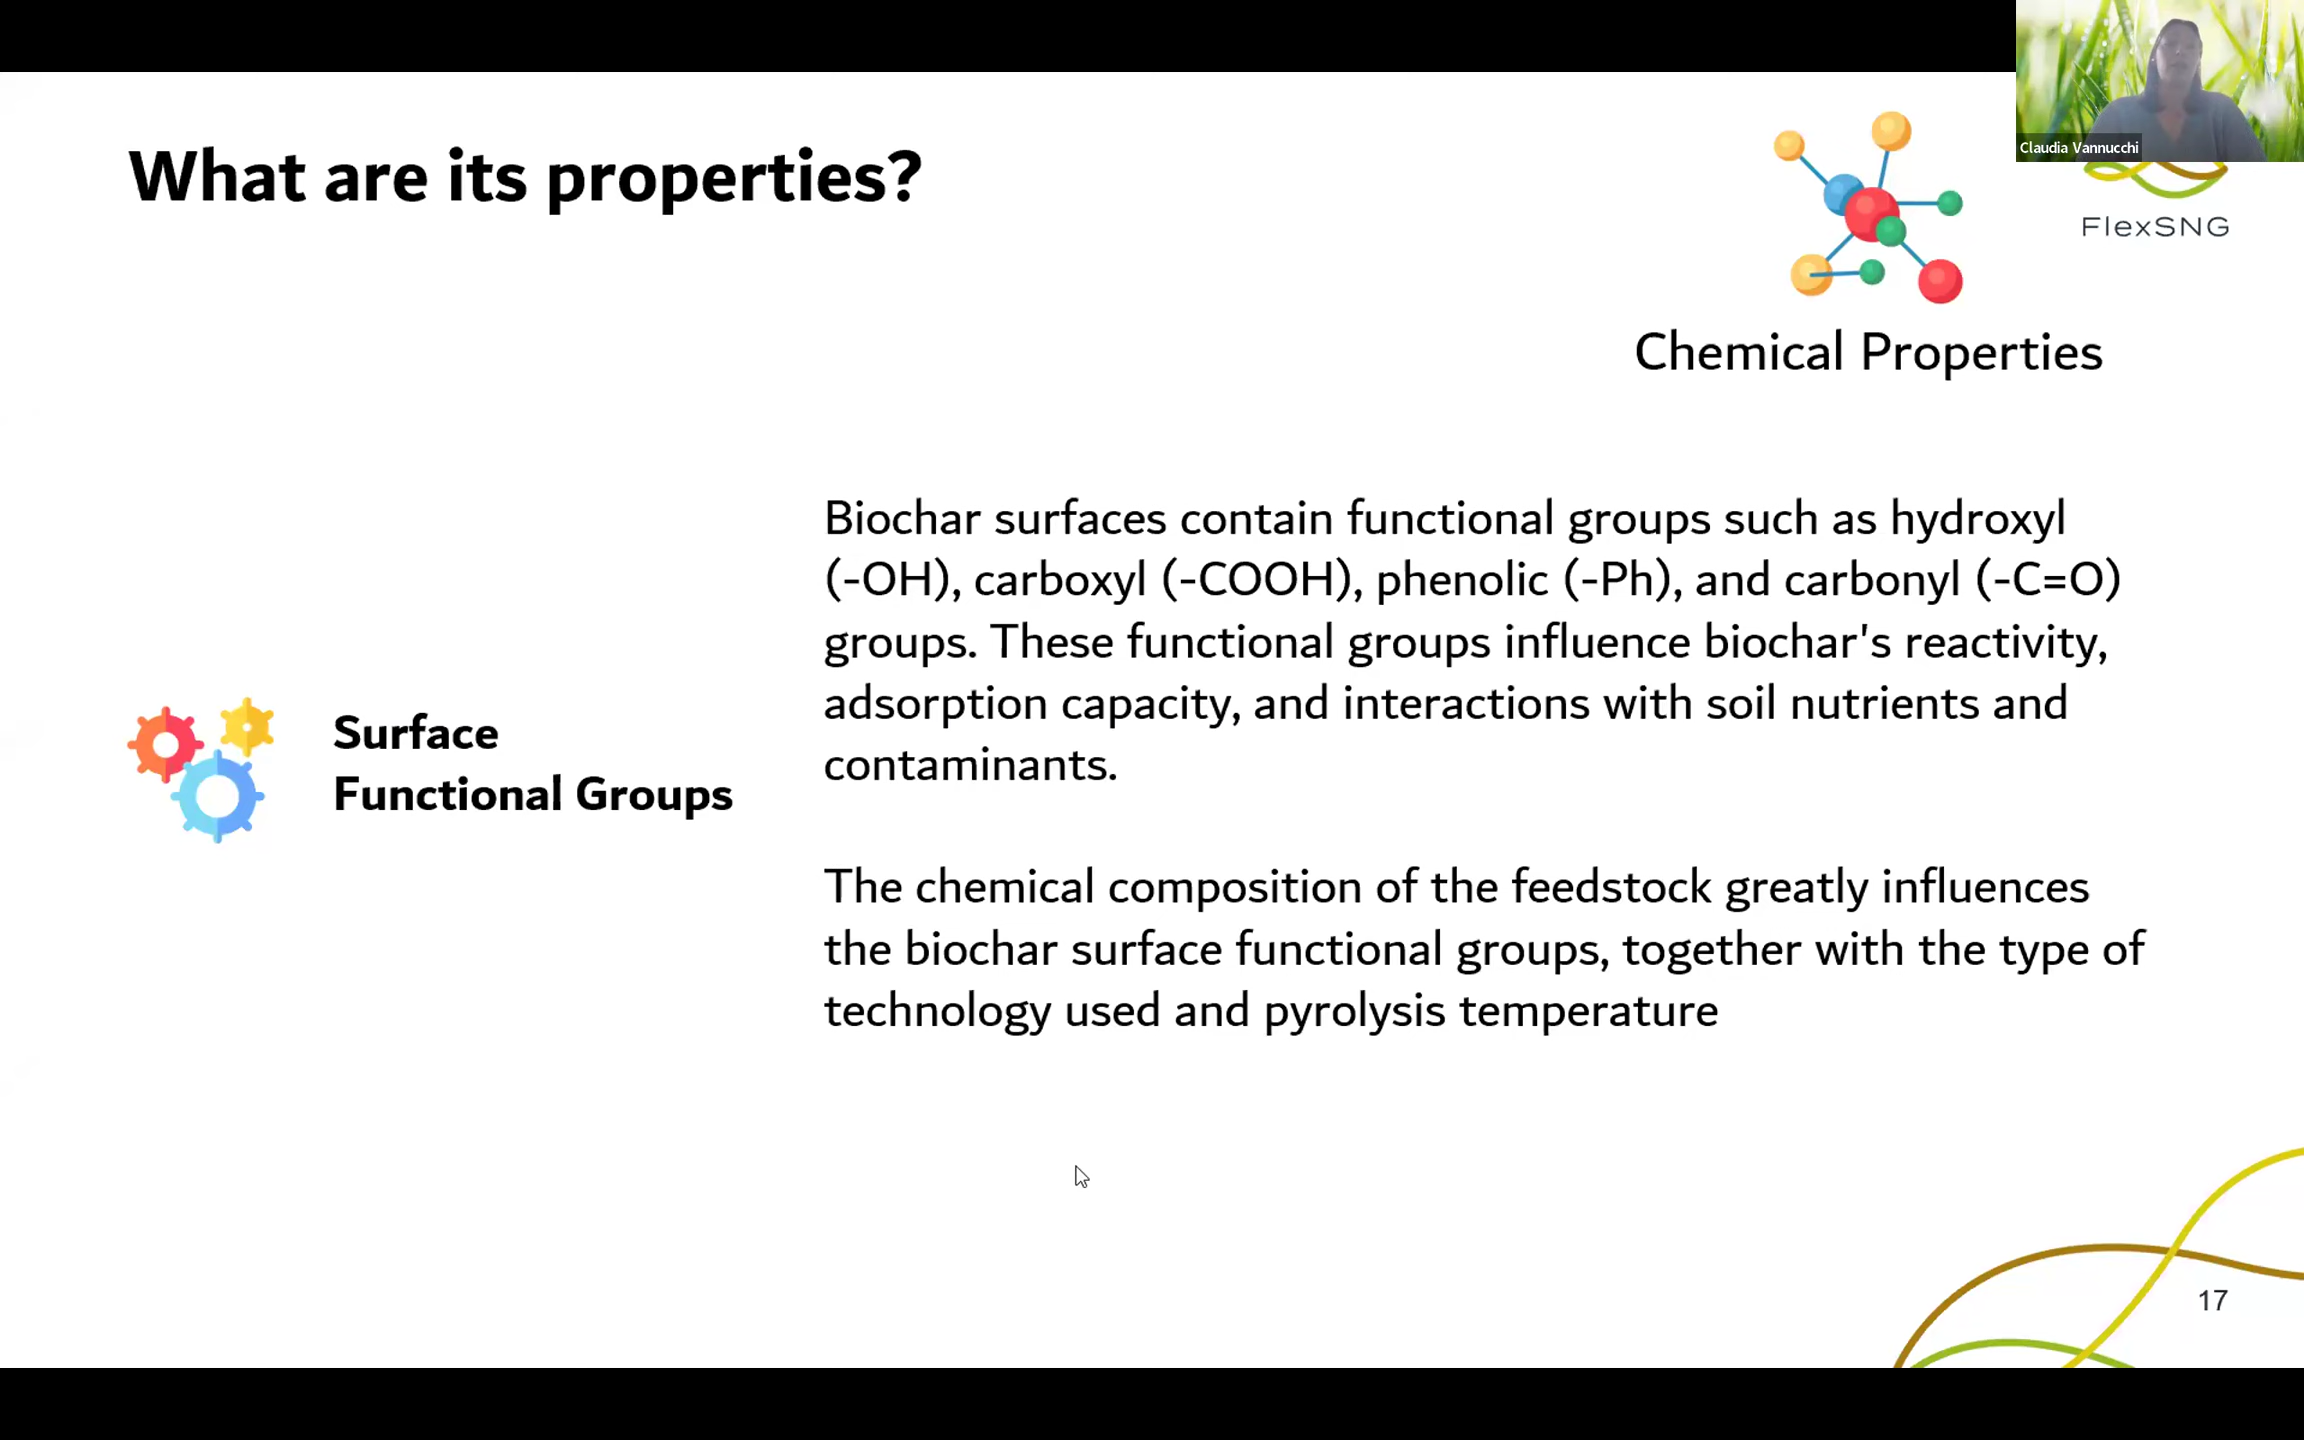 Claudia Vannucchi
What are its properties?
FlexSNG
Chemical Properties
Biochar surfaces contain functional groups such as hydroxyl
(-OH), carboxyl (-COOH), phenolic (-Ph), and carbonyl (-C=O)
groups. These functional groups influence biochar's reactivity,
adsorption capacity, and interactions with soil nutrients and
contaminants.
Surface
Functional Groups
The chemical composition of the feedstock greatly influences
the biochar surface functional groups, together with the type of
technology used and pyrolysis temperature
17